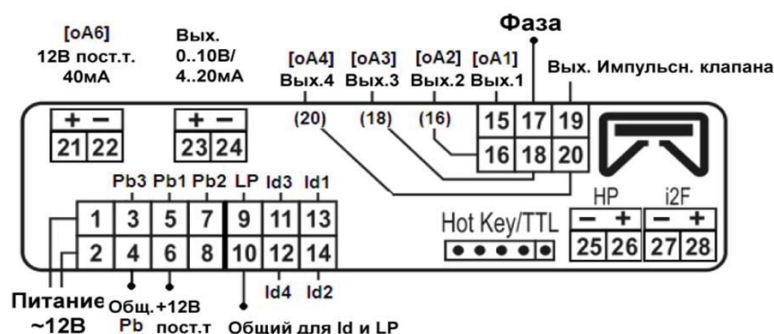 Фаза
[oA6]
12В пост.т.
40мА
Вых.
0..10В/
4..20мА
[oA4] [oA3] [oA2] [oA1]
Вых.4 Вых.3 Вых.2 Вых.1
Вых. Импульсн. клапана
+ −
21 22
+ −
23 24
(20) (18) (16)
15 17 19
16 18 20
Pb3 Pb1 Pb2 LP Id3 Id1
1 3 5 7 9 11 13
2 4 6 8 10 12 14
Hot Key/TTL
HP i2F
− + − +
25 26 27 28
Id4 Id2
Питание
~12В
Общ.
Pb
+12В
пост.т
Общий для Id и LP